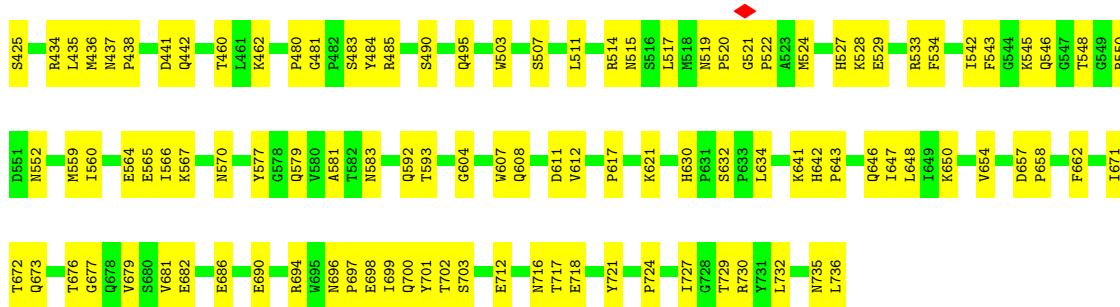 S425 R434 L435 M436 N437 P438 D441 Q442 T460 L461 K462 P480 G481 P482 S483 Y484 R485 S490 Q495 W503 S507 L511 R514 N515 S516 L517 M518 N519 P520 G521 P522 A523 M524 H527 K528 E529 R533 F534 I542 F543 G544 K545 Q546 G547 T548 G549 R550
D551 N552 M559 I560 E564 E565 I566 K567 N570 Y577 G578 Q579 V580 A581 T582 N583 Q592 T593 G604 W607 Q608 D611 V612 P617 K621 H630 P631 S632 P633 L634 K641 H642 P643 Q646 I647 L648 I649 K650 V654 D657 P658 F662 I671
T672 Q673 T676 G677 Q678 V679 S680 V681 E682 E686 E690 R694 W695 N696 P697 E698 I699 Q700 Y701 T702 S703 E712 N716 T717 E718 Y721 P724 I727 G728 T729 R730 Y731 L732 N735 L736